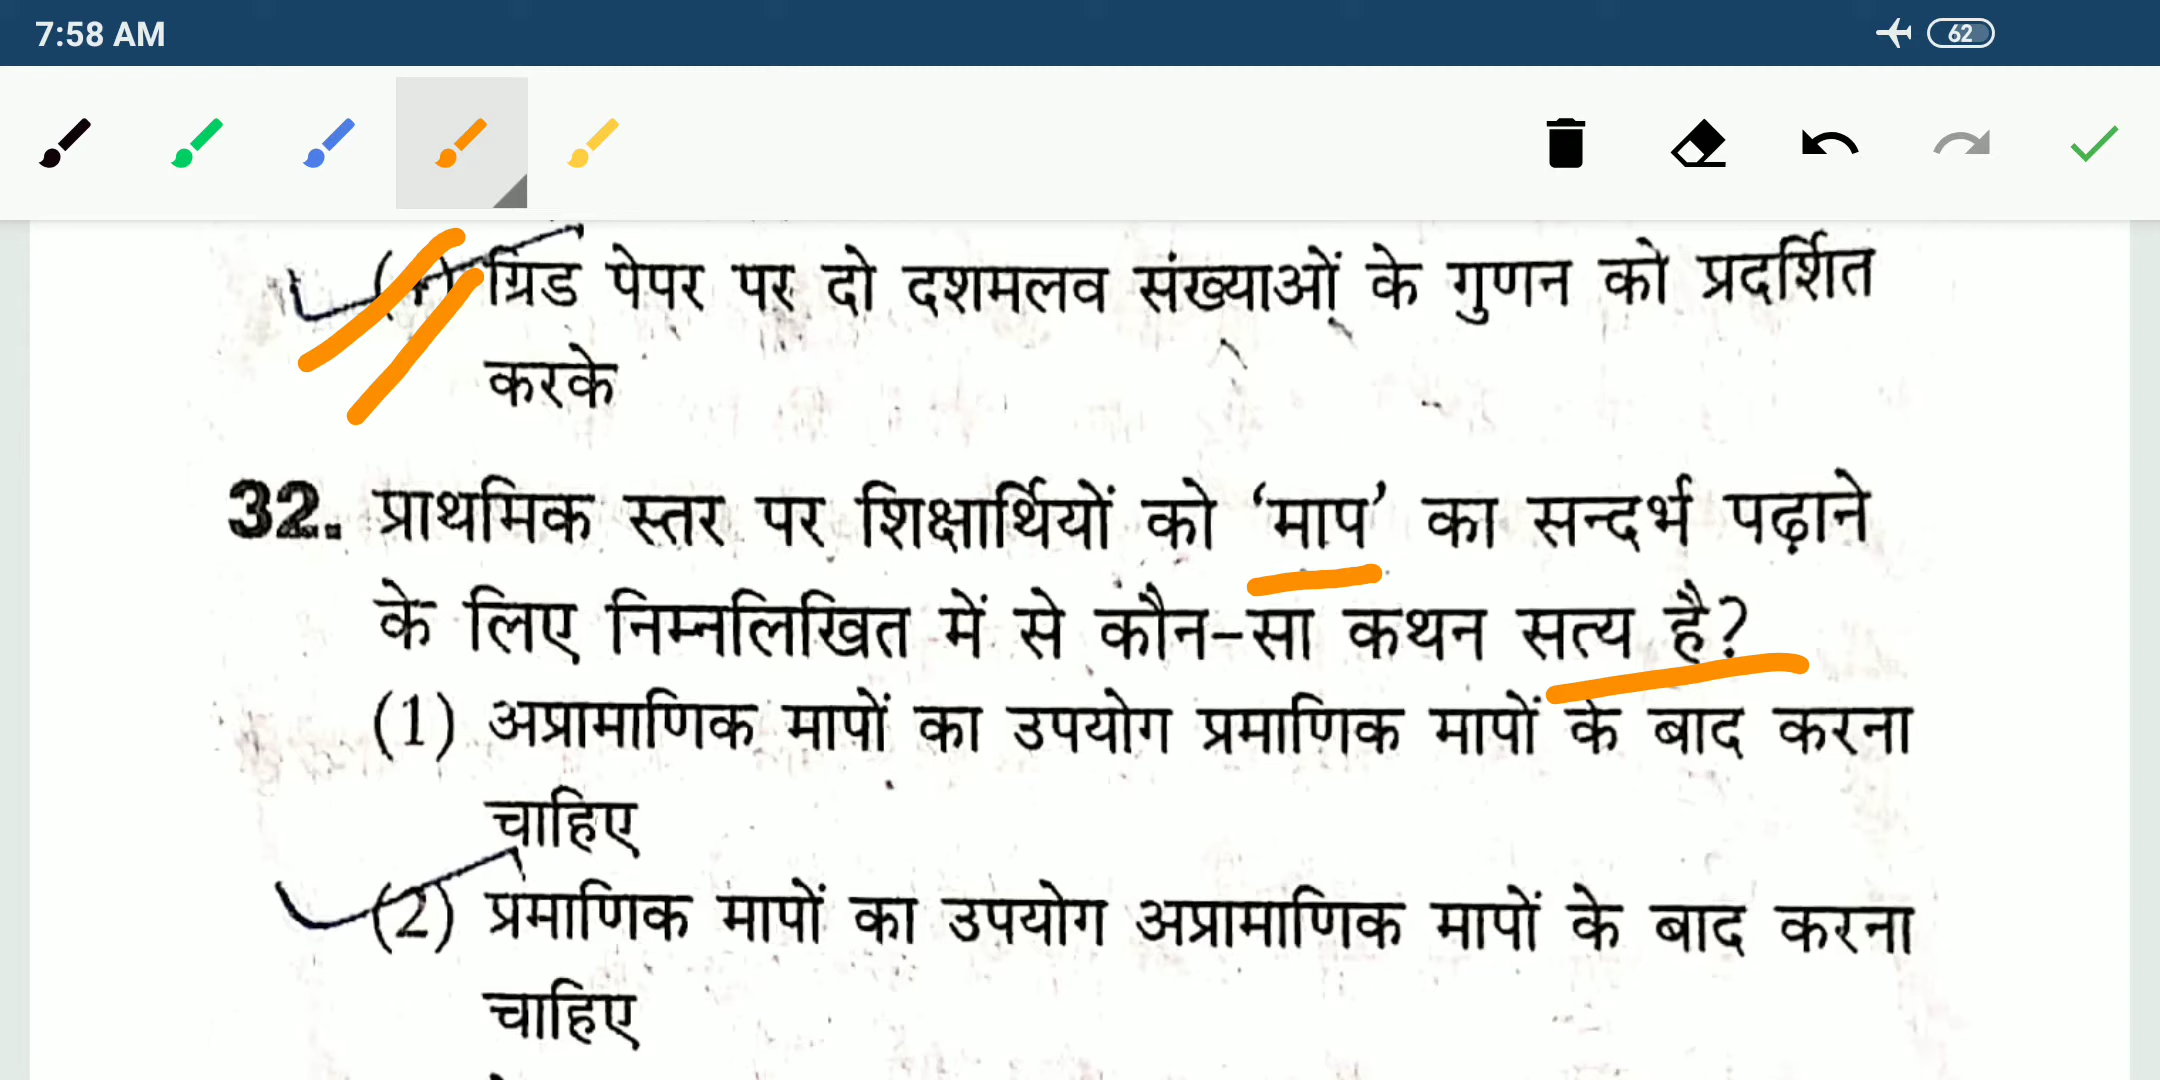 7:58 AM
62
ग्रिड पेपर पर दो दशमलव संख्याओं के गुणन को प्रदर्शित
करके
32. प्राथमिक स्तर पर शिक्षार्थियों को ‘माप’ का सन्दर्भ पढ़ाने
के लिए निम्नलिखित में से कौन-सा कथन सत्य है?
(1) अप्रामाणिक मापों का उपयोग प्रमाणिक मापों के बाद करना
चाहिए
(2) प्रमाणिक मापों का उपयोग अप्रामाणिक मापों के बाद करना
चाहिए